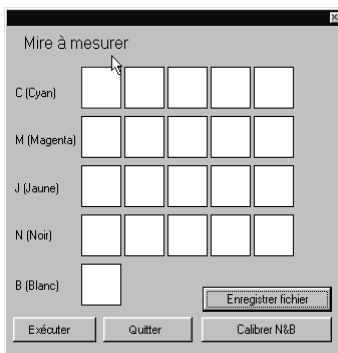 Mire à mesurer
C (Cyan)
M (Magenta)
J (Jaune)
N (Noir)
B (Blanc)
Enregistrer fichier
Exécuter
Quitter
Calibrer N&B